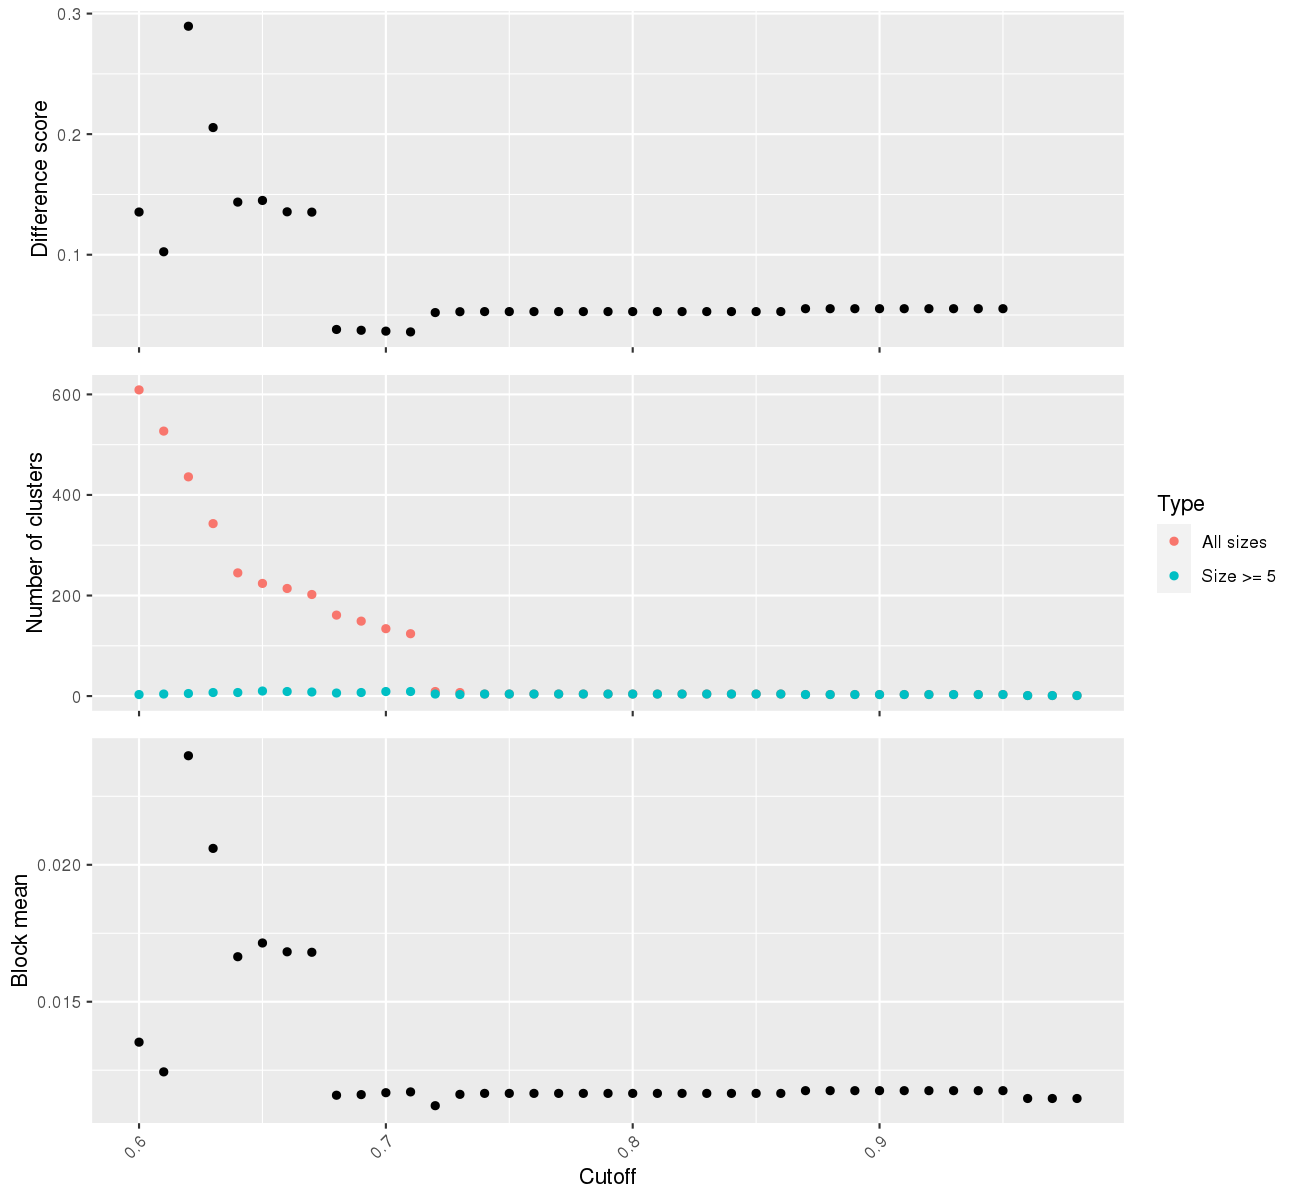 0.3
0.2
0.1
Difference score
600
400
200
0
Number of clusters
Type
All sizes
Size >= 5
0.020
0.015
Block mean
0.6
0.7
0.8
0.9
Cutoff